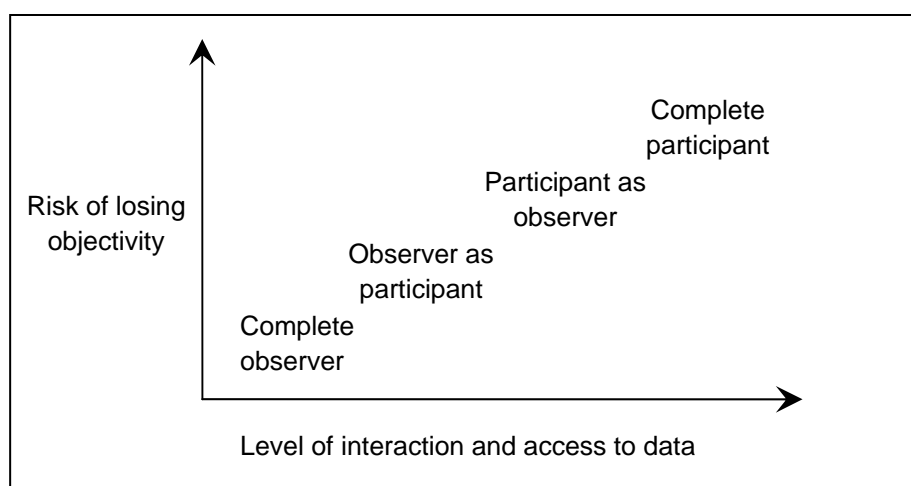 Complete
participant
Participant as
observer
Risk of losing
objectivity
Observer as
participant
Complete
observer
Level of interaction and access to data